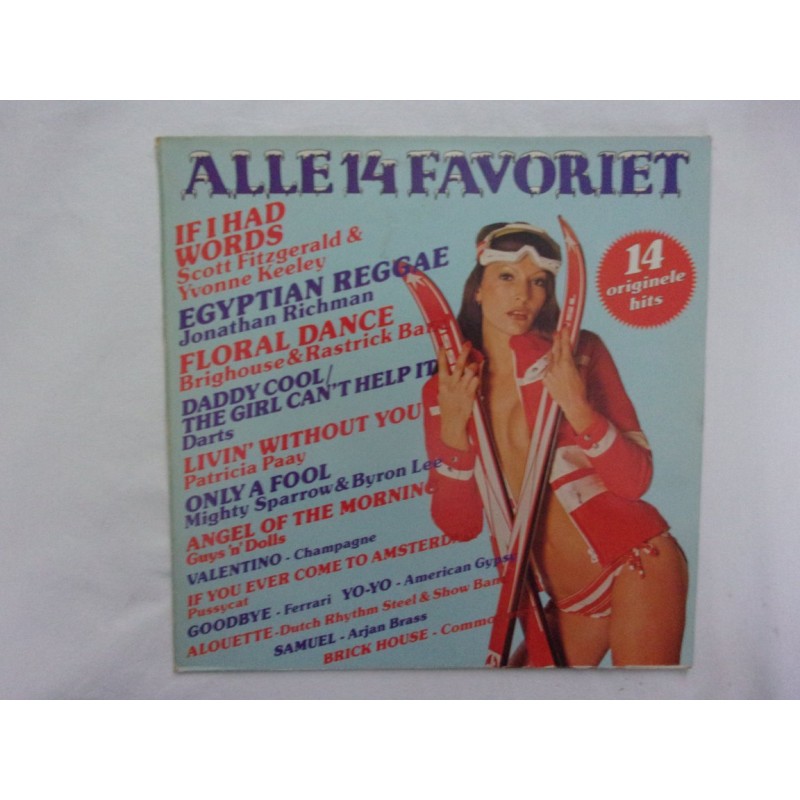 ALLE 14 FAVORIET
IF I HAD
WORDS
Scott Fitzgerald &
Yvonne Keeley
EGYPTIAN REGGAE
Jonathan Richman
FLORAL DANCE
Brighouse & Rastrick Band
DADDY COOL/
THE GIRL CAN'T HELP IT
Darts
LIVIN' WITHOUT YOU
Patricia Paay
ONLY A FOOL
Mighty Sparrow & Byron Lee
ANGEL OF THE MORNING
Guys 'n' Dolls
VALENTINO - Champagne
IF YOU EVER COME TO AMSTERD
Pussycat
GOODBYE - Ferrari YO-YO - American Gypsy
ALOUETTE - Dutch Rhythm Steel & Show Band
SAMUEL - Arjan Brass
BRICK HOUSE - Commo
14
originele
hits